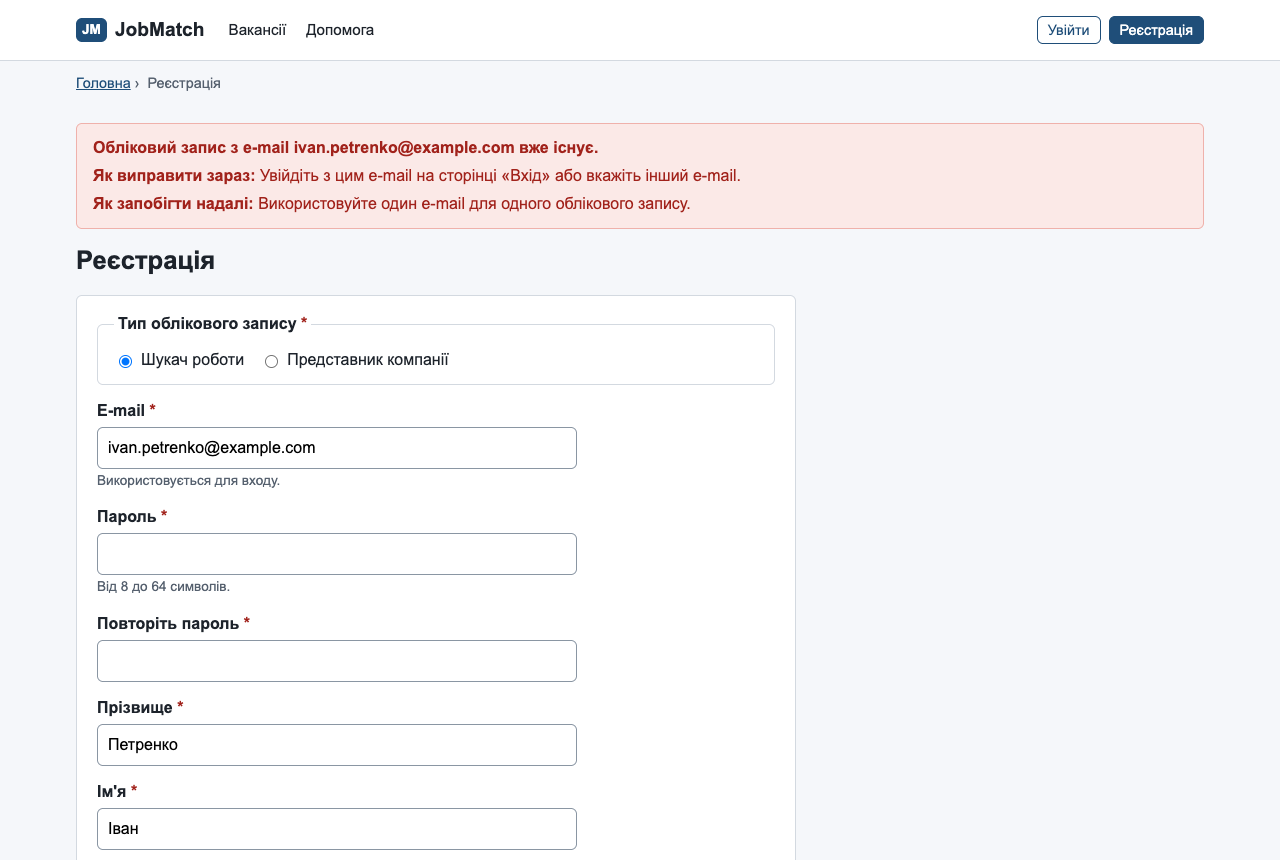 JM JobMatch Вакансії Допомога Увійти Реєстрація
Головна › Реєстрація
Обліковий запис з e-mail ivan.petrenko@example.com вже існує.
Як виправити зараз: Увійдіть з цим e-mail на сторінці «Вхід» або вкажіть інший e-mail.
Як запобігти надалі: Використовуйте один e-mail для одного облікового запису.
Реєстрація
Тип облікового запису *
Шукач роботи Представник компанії
E-mail *
ivan.petrenko@example.com
Використовується для входу.
Пароль *
Від 8 до 64 символів.
Повторіть пароль *
Прізвище *
Петренко
Ім'я *
Іван